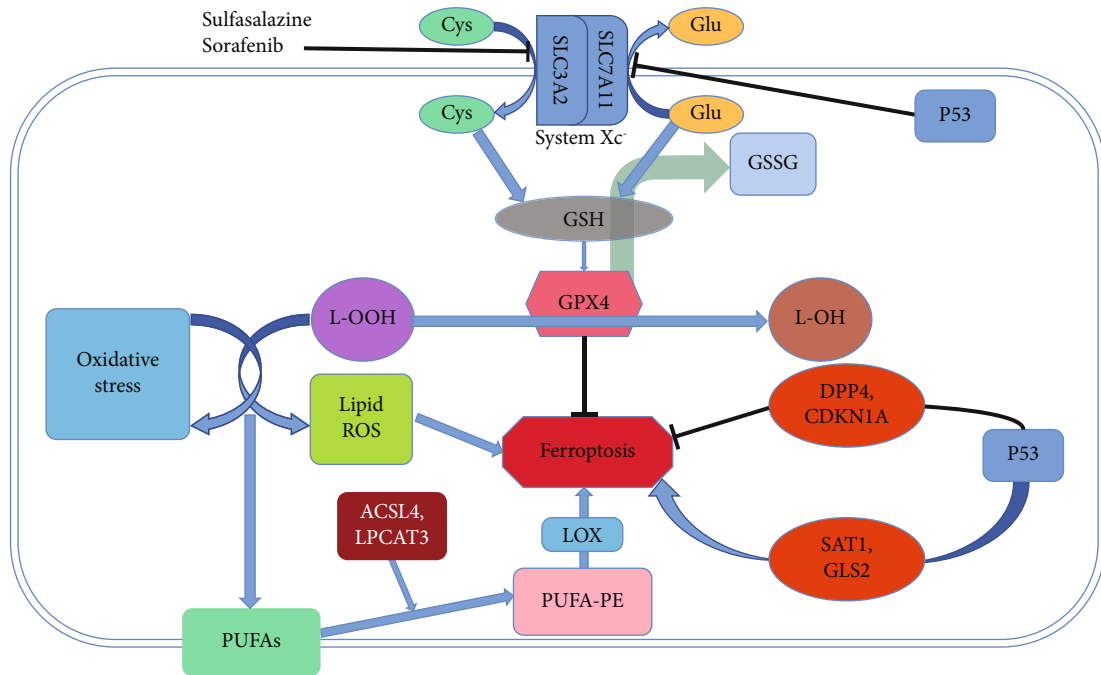 Sulfasalazine
Sorafenib
Cys
SLC3A2
SLC7A11
Glu
Cys
Glu
System Xc-
P53
GSSG
GSH
GPX4
L-OOH
L-OH
Oxidative
stress
Lipid
ROS
Ferroptosis
DPP4,
CDKN1A
P53
ACSL4,
LPCAT3
LOX
SAT1,
GLS2
PUFA-PE
PUFAs